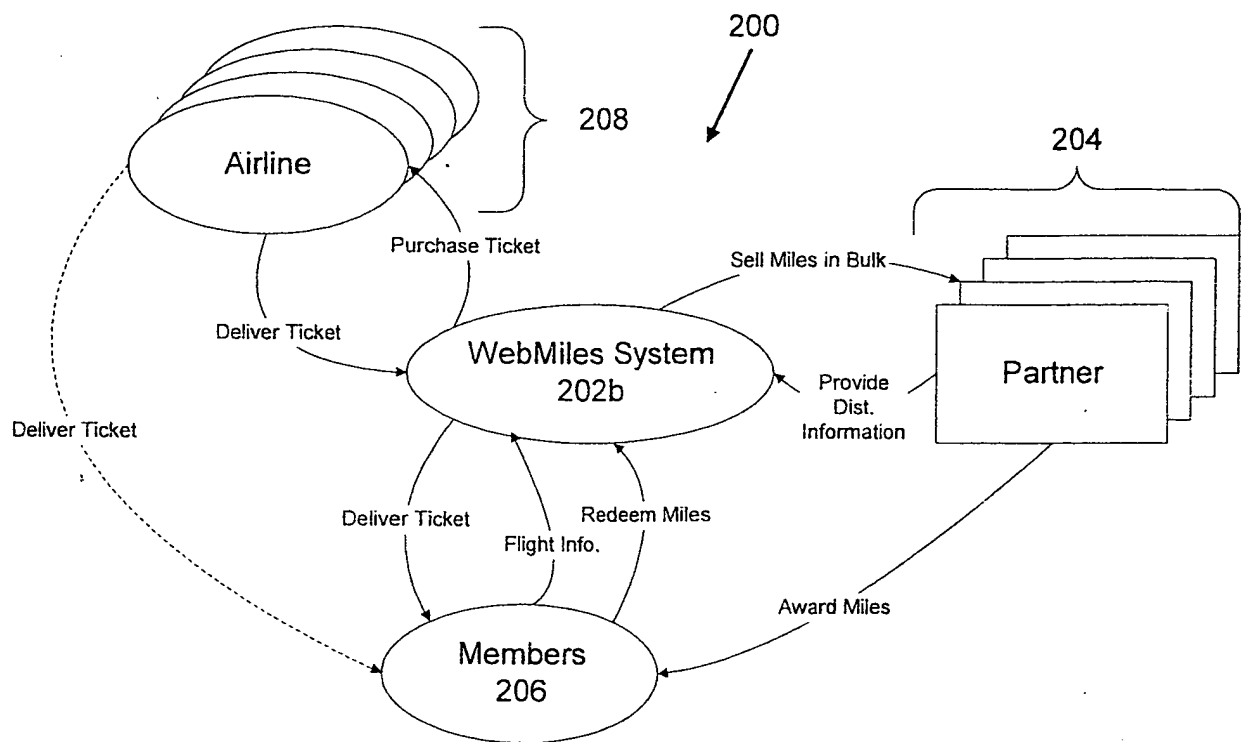 200
208
204
Airline
Purchase Ticket
Sell Miles in Bulk
Deliver Ticket
WebMiles System
202b
Partner
Provide
Dist.
Information
Deliver Ticket
Deliver Ticket
Redeem Miles
Flight Info.
Award Miles
Members
206